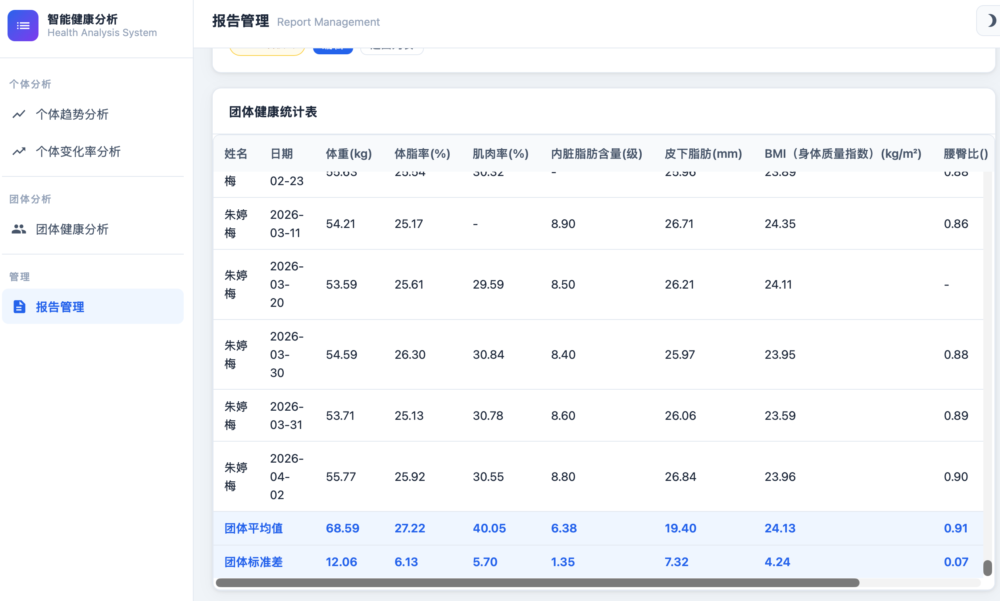 智能健康分析
Health Analysis System
个体分析
个体趋势分析
个体变化率分析
团体分析
团体健康分析
管理
报告管理
报告管理 Report Management
团体健康统计表
姓名 日期 体重(kg) 体脂率(%) 肌肉率(%) 内脏脂肪含量(级) 皮下脂肪(mm) BMI（身体质量指数）(kg/m²) 腰臀比()
55.63 25.54 30.32 - 25.96 23.89 0.88
梅 02-23
朱婷 2026-
54.21 25.17 - 8.90 26.71 24.35 0.86
梅 03-11
2026-
朱婷
03- 53.59 25.61 29.59 8.50 26.21 24.11 -
梅
20
2026-
朱婷
03- 54.59 26.30 30.84 8.40 25.97 23.95 0.88
梅
30
朱婷 2026-
53.71 25.13 30.78 8.60 26.06 23.59 0.89
梅 03-31
2026-
朱婷
04- 55.77 25.92 30.55 8.80 26.84 23.96 0.90
梅
02
团体平均值 68.59 27.22 40.05 6.38 19.40 24.13 0.91
团体标准差 12.06 6.13 5.70 1.35 7.32 4.24 0.07